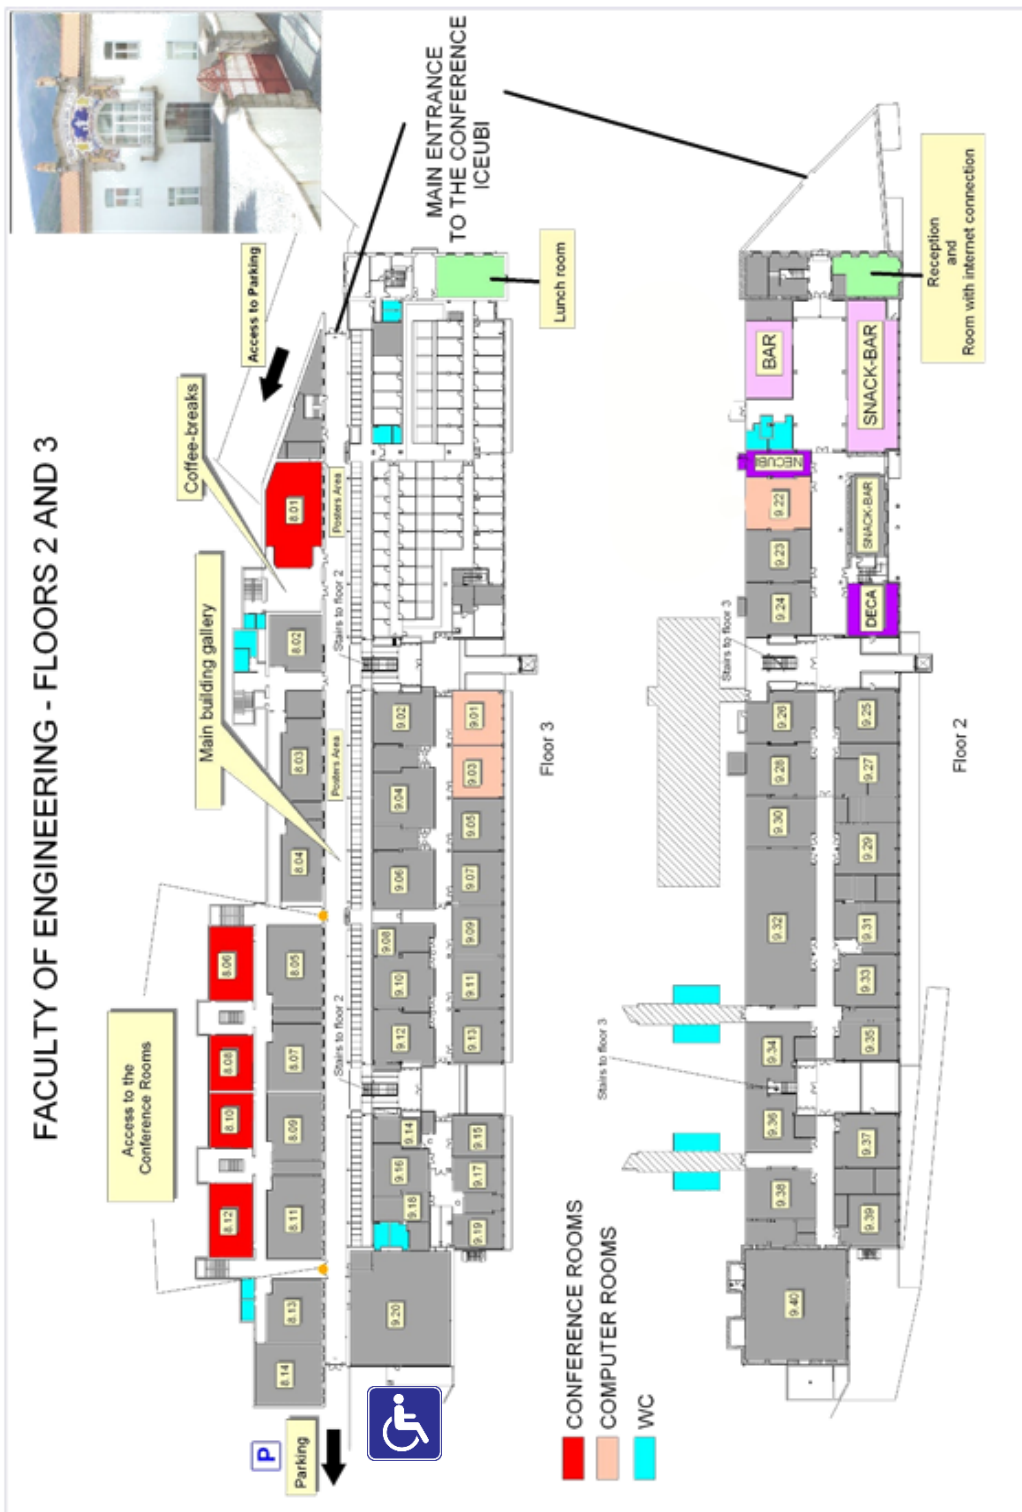 FACULTY OF ENGINEERING - FLOORS 2 AND 3
MAIN ENTRANCE
TO THE CONFERENCE
ICEUBI
Access to Parking
Coffee-breaks
Main building gallery
Access to the
Conference Rooms
Parking
P
Lunch room
Posters Area
Posters Area
Stairs to floor 2
Stairs to floor 2
8.01
8.02
8.03
8.04
8.05
8.06
8.07
8.08
8.09
8.10
8.11
8.12
8.13
8.14
9.01
9.02
9.03
9.04
9.05
9.06
9.07
9.08
9.09
9.10
9.11
9.12
9.13
9.14
9.15
9.16
9.17
9.18
9.19
9.20
Floor 3
Reception
and
Room with internet connection
BAR
SNACK-BAR
NECUBI
SNACK-BAR
DECA
Stairs to floor 3
Stairs to floor 3
9.22
9.23
9.24
9.25
9.26
9.27
9.28
9.29
9.30
9.31
9.32
9.33
9.34
9.35
9.36
9.37
9.38
9.39
9.40
Floor 2
CONFERENCE ROOMS
COMPUTER ROOMS
WC